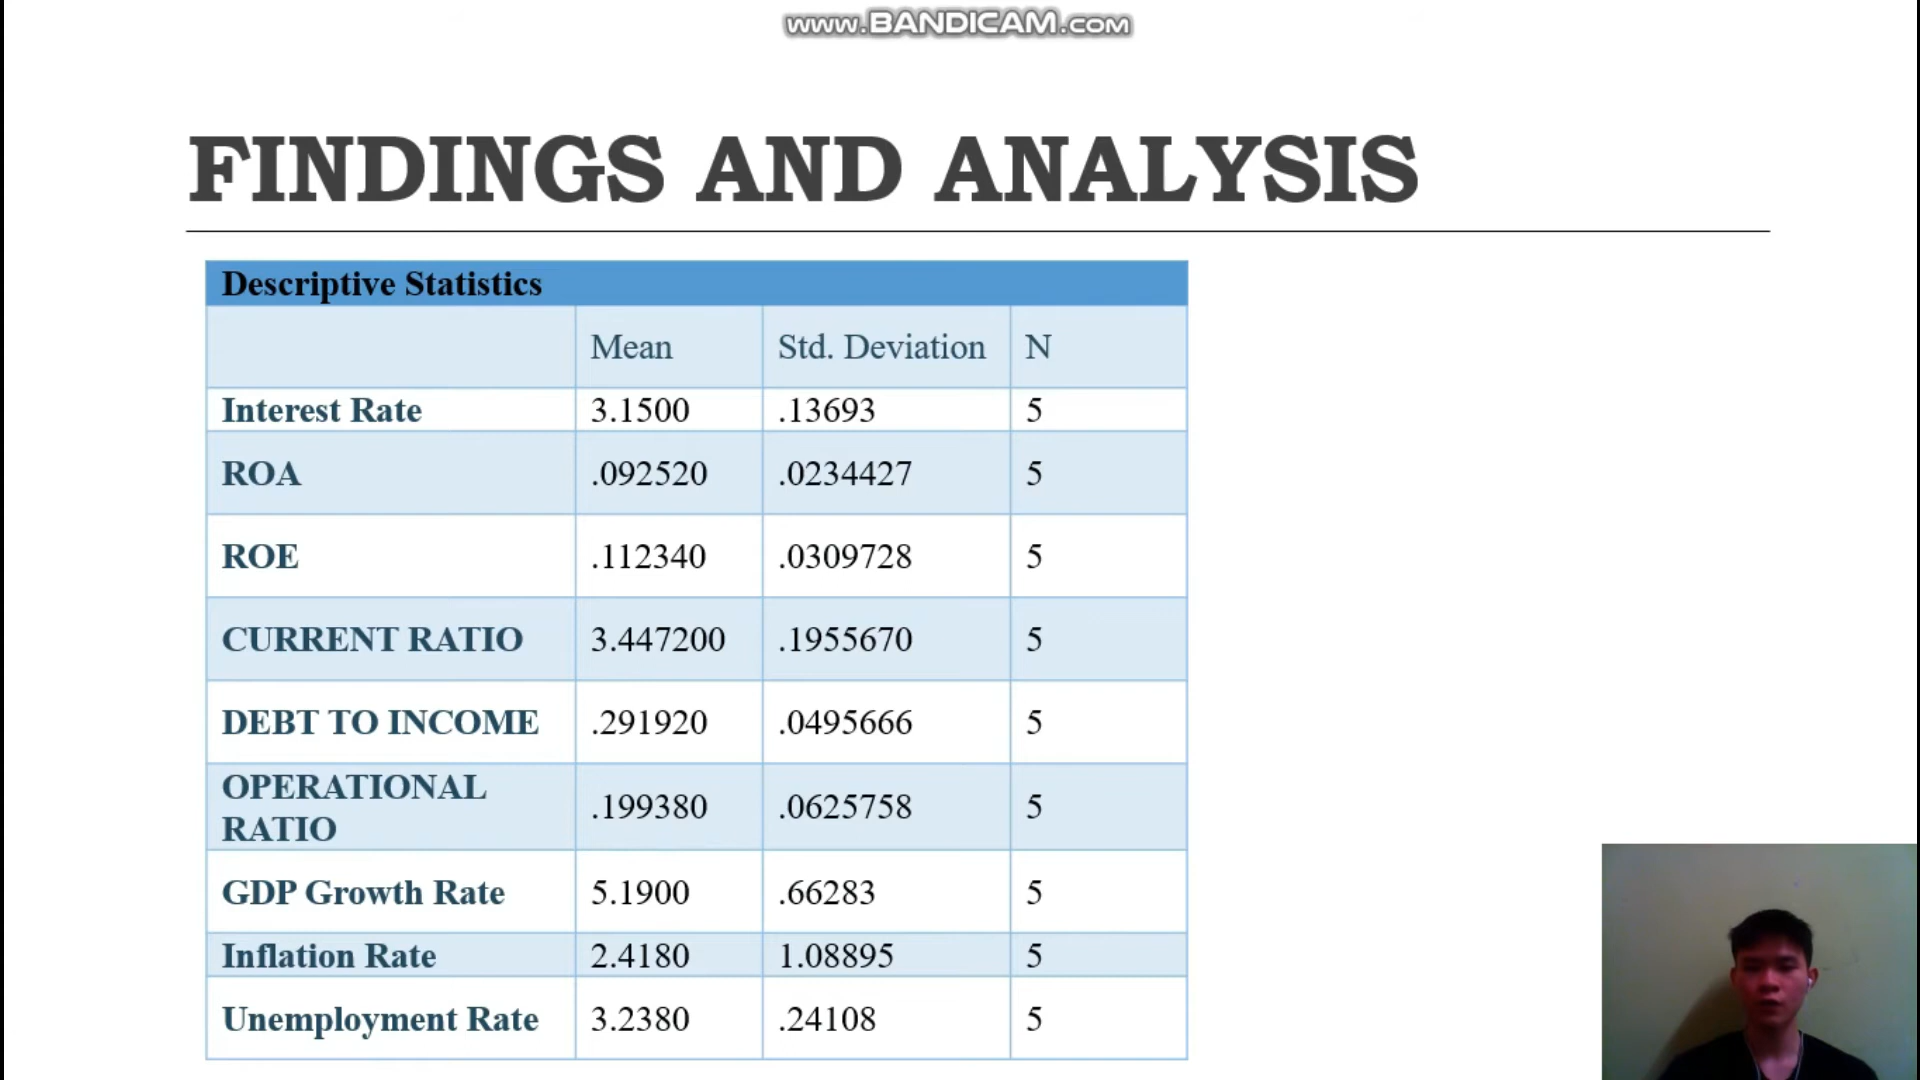 www.BANDICAM.com
FINDINGS AND ANALYSIS
Descriptive Statistics
Mean Std. Deviation N
Interest Rate 3.1500 .13693 5
ROA .092520 .0234427 5
ROE .112340 .0309728 5
CURRENT RATIO 3.447200 .1955670 5
DEBT TO INCOME .291920 .0495666 5
OPERATIONAL
RATIO .199380 .0625758 5
GDP Growth Rate 5.1900 .66283 5
Inflation Rate 2.4180 1.08895 5
Unemployment Rate 3.2380 .24108 5